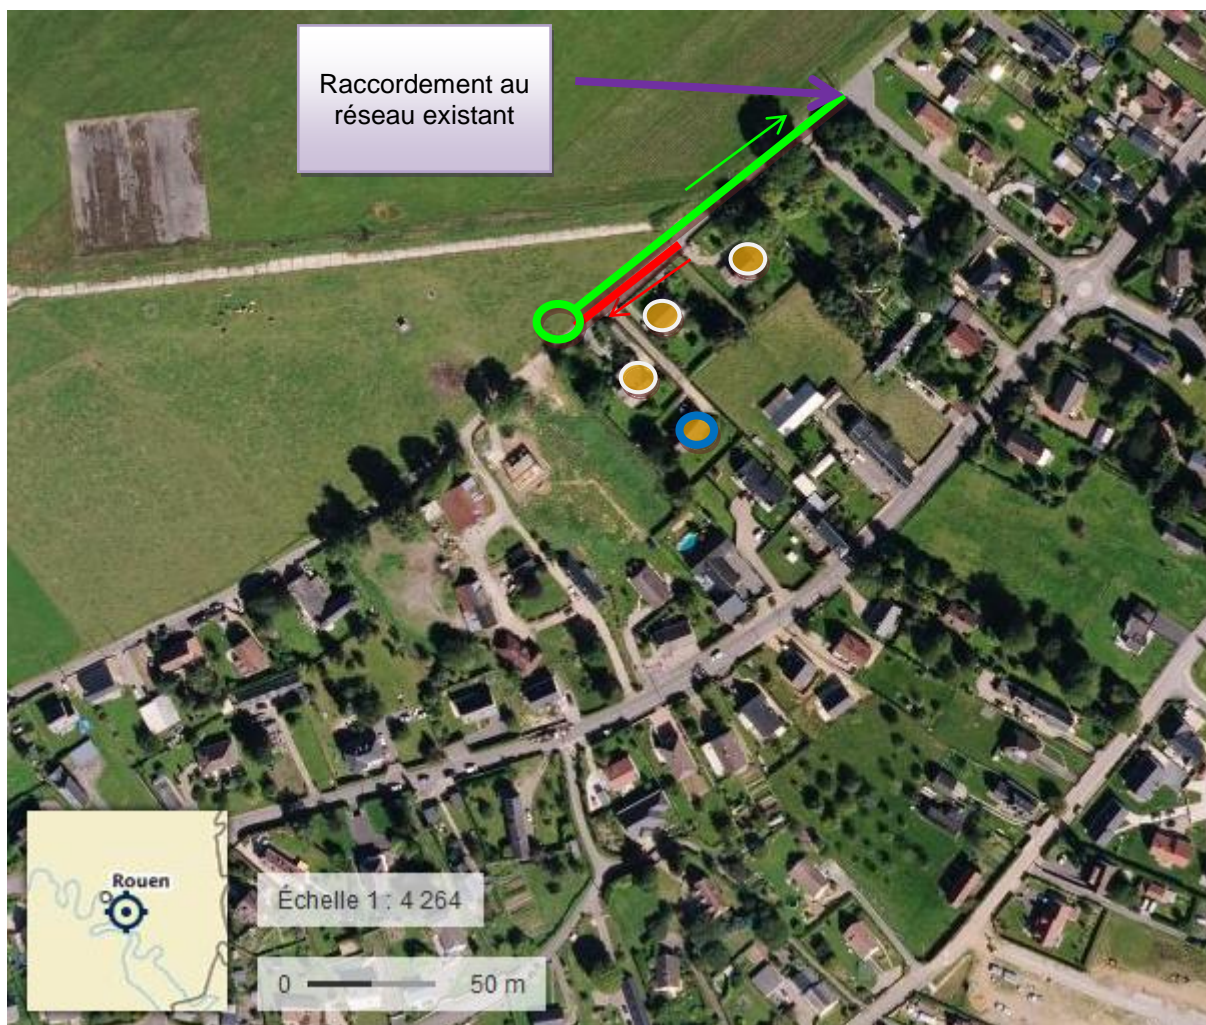 Raccordement au
réseau existant
Rouen
Échelle 1 : 4 264
0 50 m